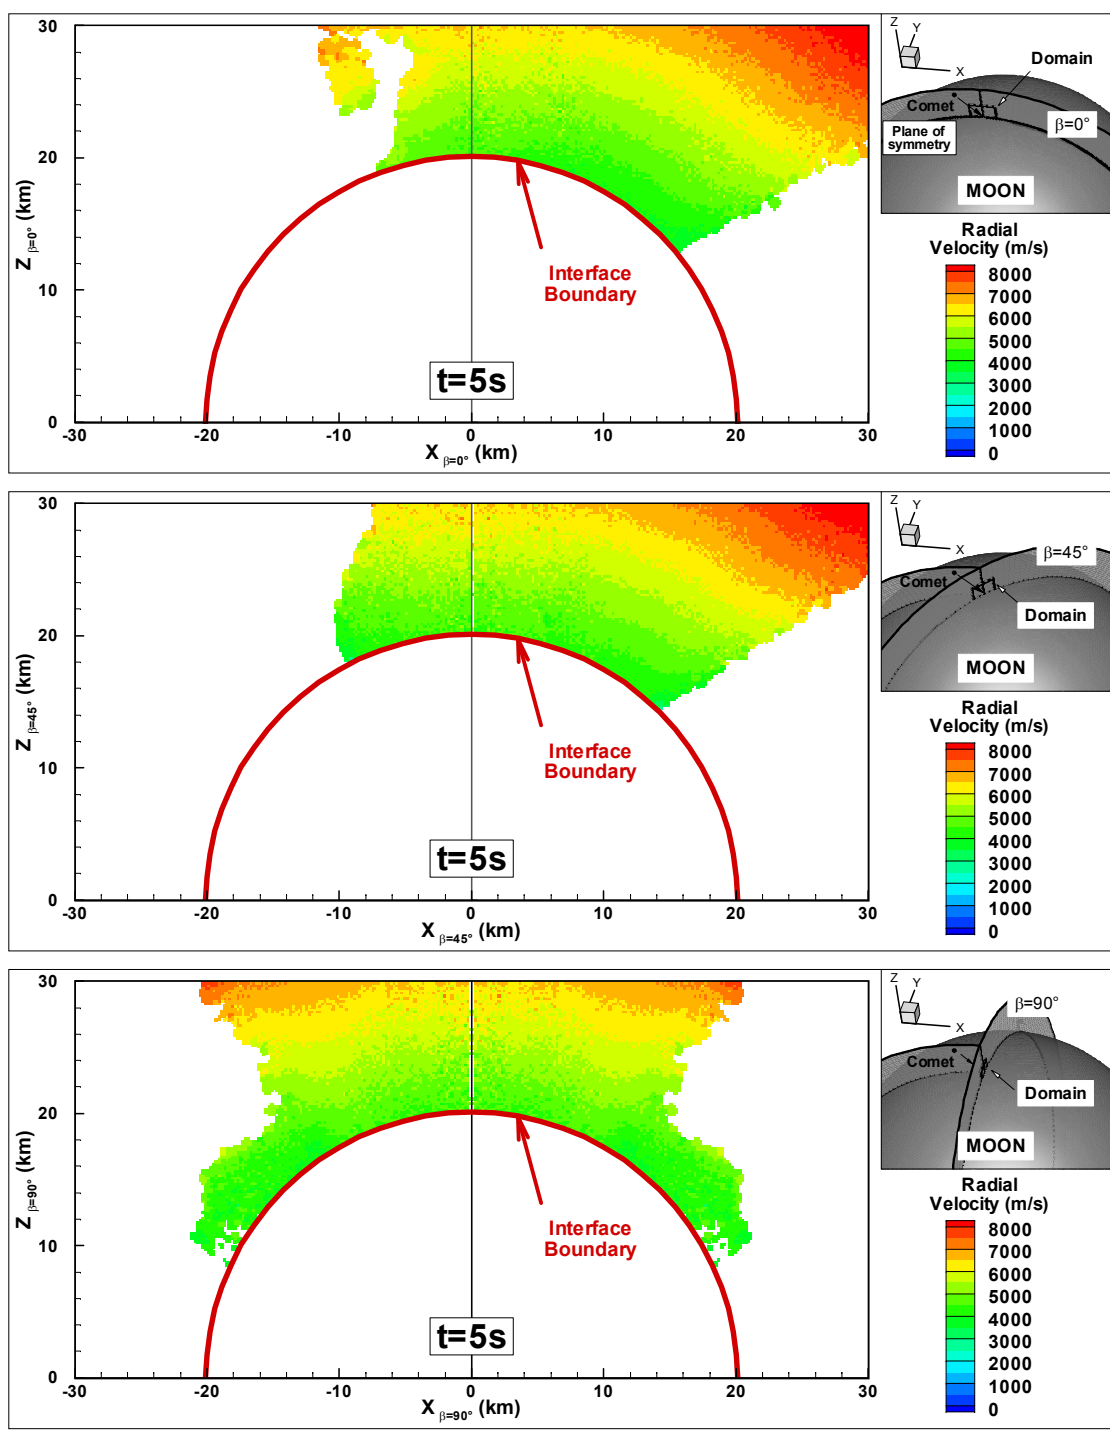 30
20
10
0
Z β=0° (km)
-30
-20
-10
0
10
20
30
X β=0° (km)
Interface
Boundary
t=5s
Z
Y
X
Domain
Comet
β=0°
Plane of
symmetry
MOON
Radial
Velocity (m/s)
8000
7000
6000
5000
4000
3000
2000
1000
0
30
20
10
0
Z β=45° (km)
-30
-20
-10
0
10
20
30
X β=45° (km)
Interface
Boundary
t=5s
Z
Y
X
β=45°
Comet
Domain
MOON
Radial
Velocity (m/s)
8000
7000
6000
5000
4000
3000
2000
1000
0
30
20
10
0
Z β=90° (km)
-30
-20
-10
0
10
20
30
X β=90° (km)
Interface
Boundary
t=5s
Z
Y
X
β=90°
Comet
Domain
MOON
Radial
Velocity (m/s)
8000
7000
6000
5000
4000
3000
2000
1000
0